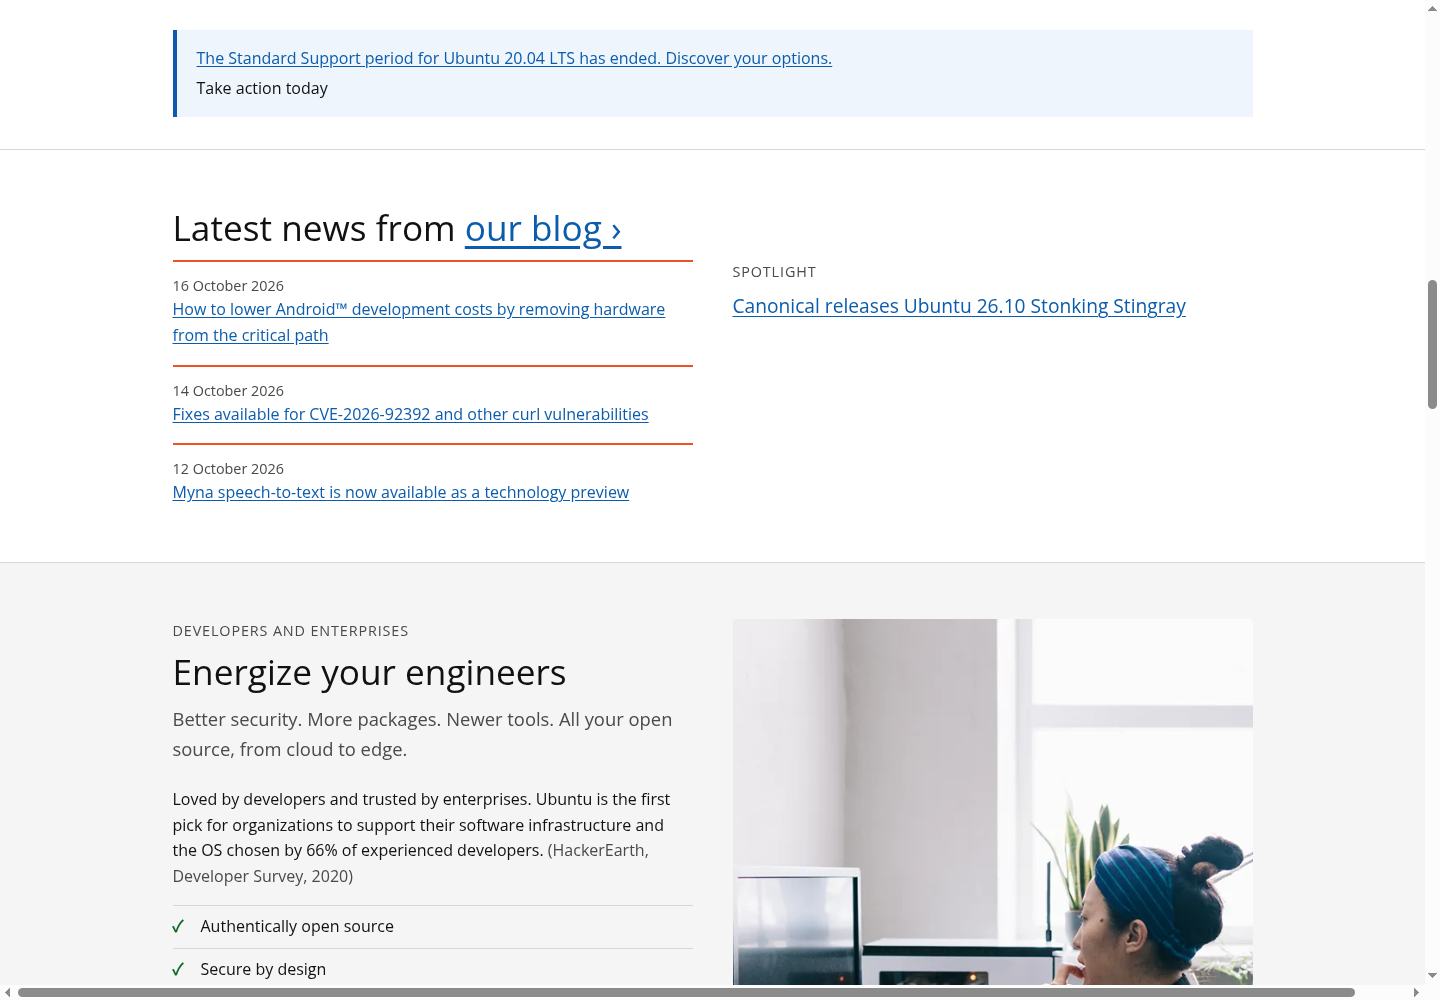 The Standard Support period for Ubuntu 20.04 LTS has ended. Discover your options.
Take action today
Latest news from our blog ›
16 October 2026
How to lower Android™ development costs by removing hardware
from the critical path
14 October 2026
Fixes available for CVE-2026-92392 and other curl vulnerabilities
12 October 2026
Myna speech-to-text is now available as a technology preview
SPOTLIGHT
Canonical releases Ubuntu 26.10 Stonking Stingray
DEVELOPERS AND ENTERPRISES
Energize your engineers
Better security. More packages. Newer tools. All your open
source, from cloud to edge.
Loved by developers and trusted by enterprises. Ubuntu is the first
pick for organizations to support their software infrastructure and
the OS chosen by 66% of experienced developers. (HackerEarth,
Developer Survey, 2020)
Authentically open source
Secure by design